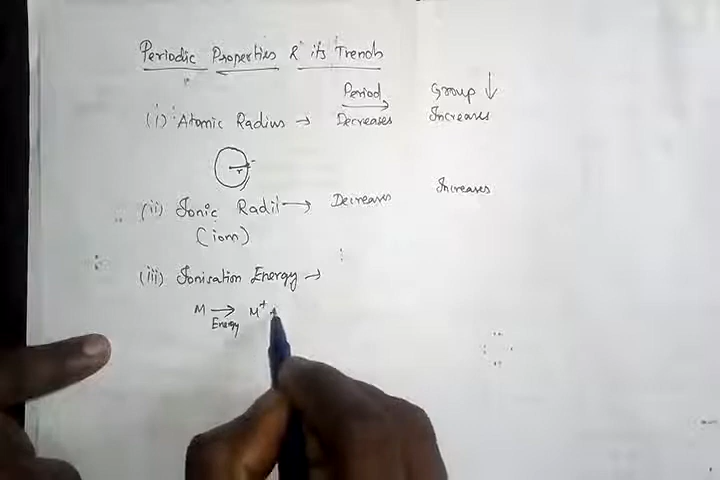 Periodic Properties & its Trends
Period Group ↓
(i) Atomic Radius → Decreases Increases
r
(ii) Ionic Radii → Decreases Increases
(ion)
(iii) Ionisation Energy →
M → M⁺
Energy